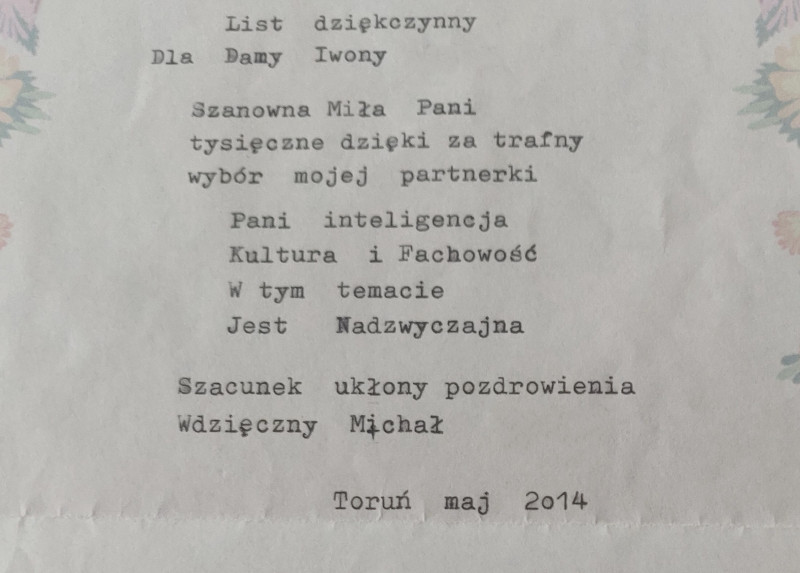 List dziękczynny
Dla Damy Iwony
Szanowna Miła Pani
tysięczne dzięki za trafny
wybór mojej partnerki
Pani inteligencja
Kultura i Fachowość
W tym temacie
Jest Nadzwyczajna
Szacunek ukłony pozdrowienia
Wdzięczny Michał
Toruń maj 2o14